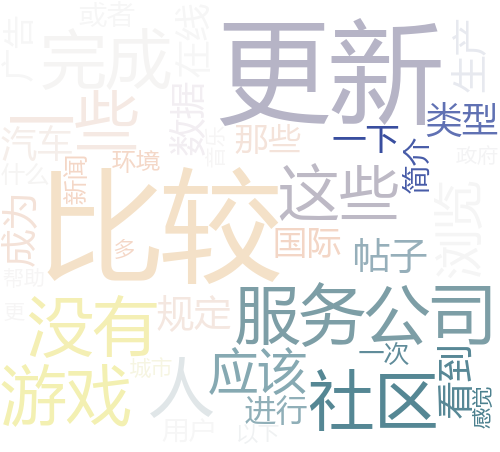 或者
广告
完成
在线
更新
生产
一些
数据
类型
汽车
音乐
那些
一下
简介
政府
什么
新闻
环境
比较
这些
浏览
成为
多
国际
帖子
帮助
更
没有
规定
服务公司
游戏
城市
人
应该
一次
社区
看到
感觉
进行
用户
以下